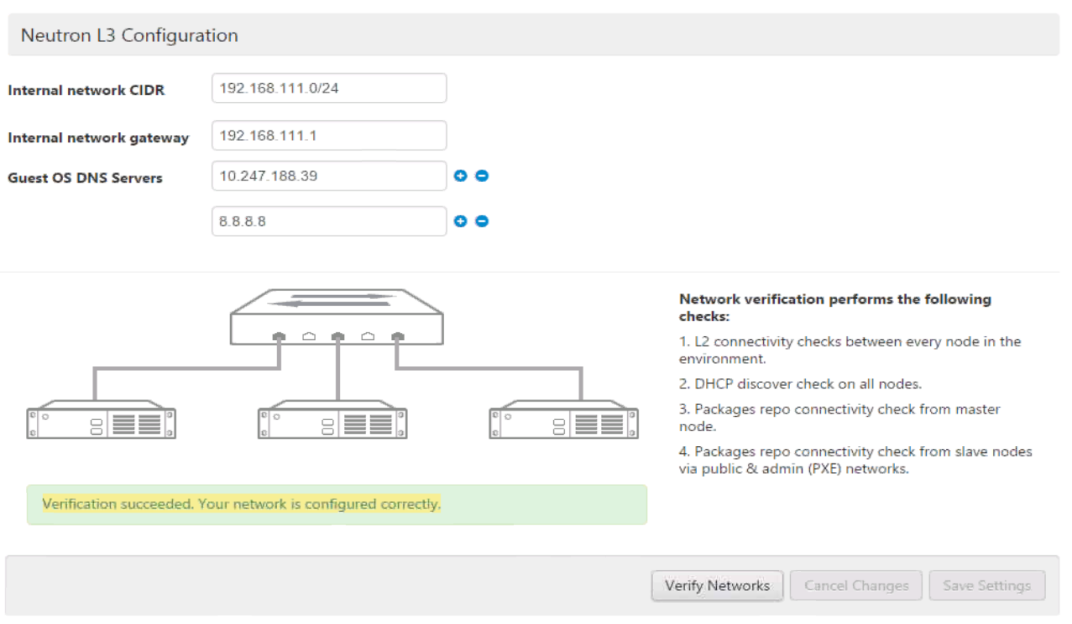 Neutron L3 Configuration
Internal network CIDR 192.168.111.0/24
Internal network gateway 192.168.111.1
Guest OS DNS Servers 10.247.188.39
8.8.8.8
Network verification performs the following
checks:
1. L2 connectivity checks between every node in the
environment.
2. DHCP discover check on all nodes.
3. Packages repo connectivity check from master
node.
4. Packages repo connectivity check from slave nodes
via public & admin (PXE) networks.
Verification succeeded. Your network is configured correctly.
Verify Networks Cancel Changes Save Settings